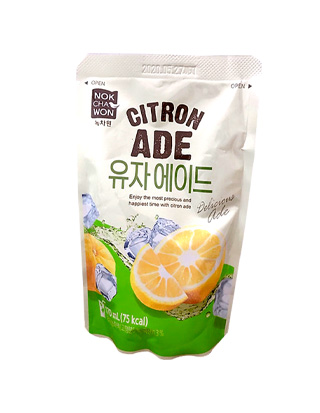 OPEN
OPEN
NOK
CHA
WON
녹차원
CITRON
ADE
유자에이드
Enjoy the most precious and
happiest time with citron ade
Delicious
Ade
mL (75 kcal)